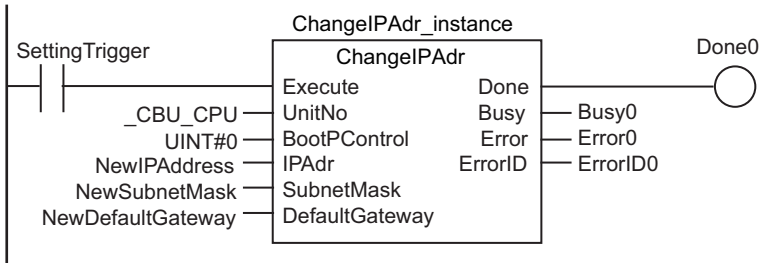 ChangeIPAdr_instance
SettingTrigger
ChangeIPAdr
Done0
Execute Done
_CBU_CPU UnitNo Busy Busy0
UINT#0 BootPControl Error Error0
NewIPAddress IPAdr ErrorID ErrorID0
NewSubnetMask SubnetMask
NewDefaultGateway DefaultGateway